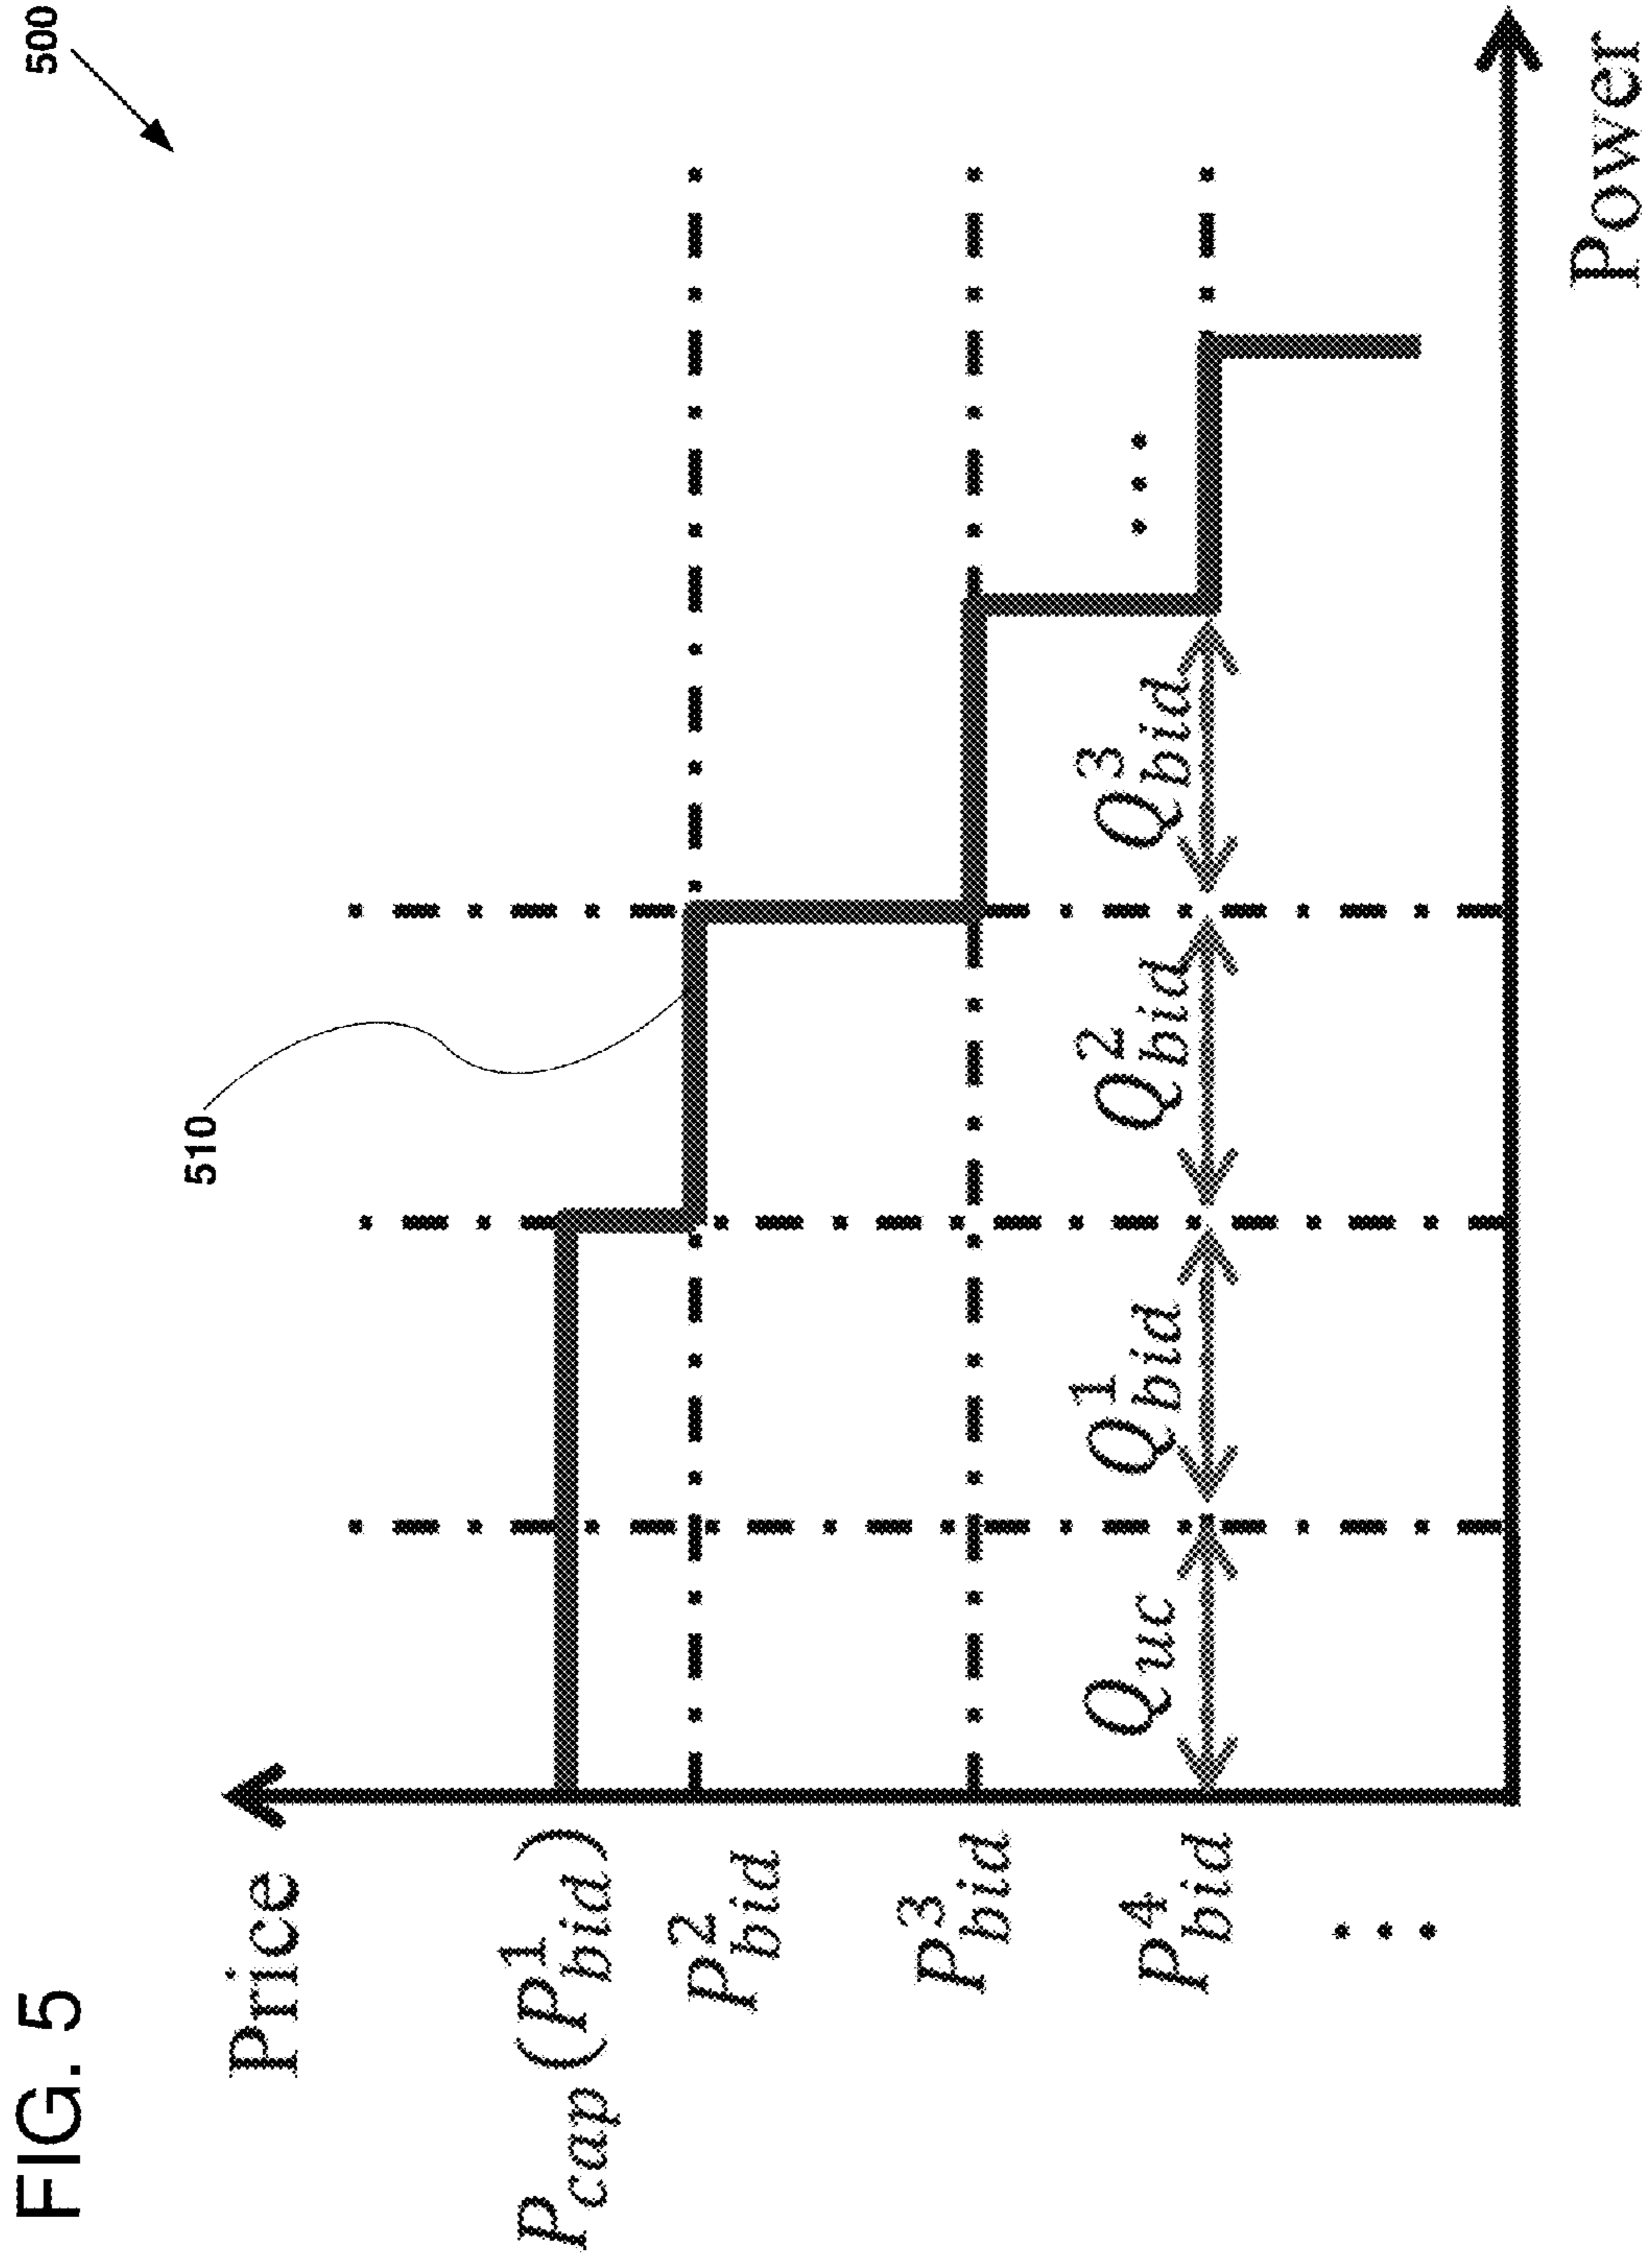 FIG. 5
500
Price
510
P_cap (P^1_bid)
P^2_bid
P^3_bid
P^4_bid
⋮
Q_uc
Q^1_bid
Q^2_bid
Q^3_bid
...
Power